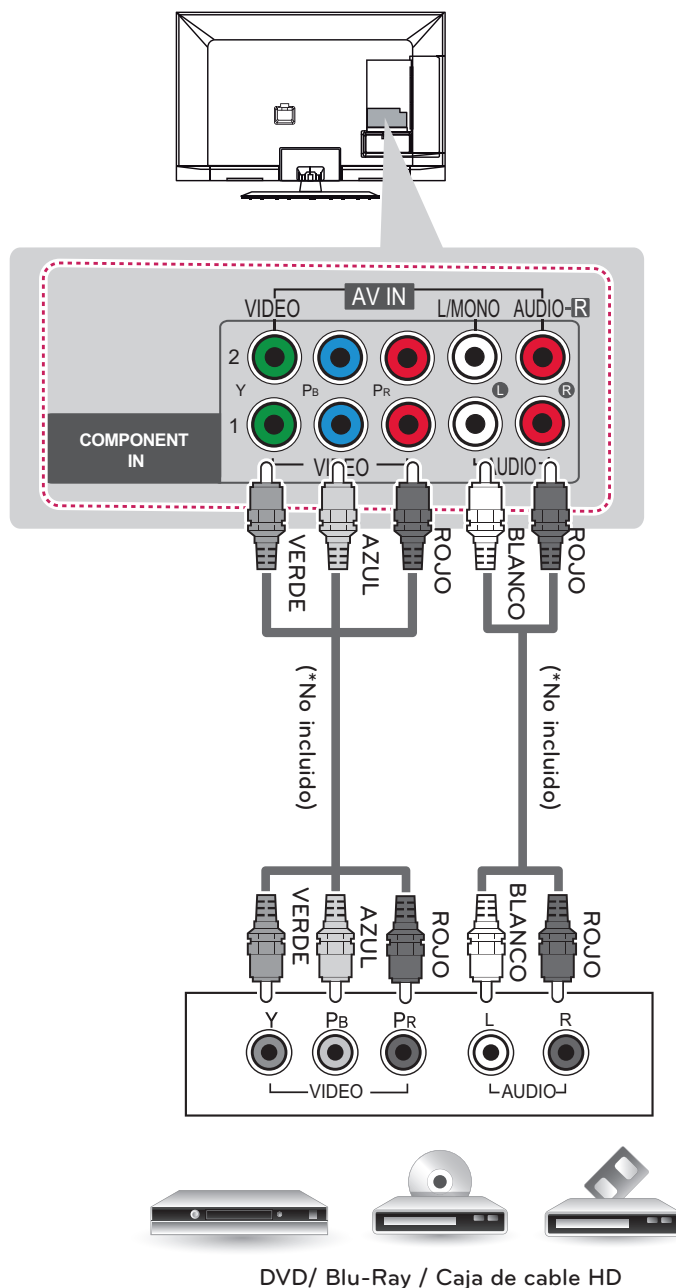 AV IN
VIDEO L/MONO AUDIO-R
2
Y PB PR L R
1
COMPONENT
IN
VIDEO AUDIO
VERDE AZUL ROJO BLANCO ROJO
(*No incluido) (*No incluido)
VERDE AZUL ROJO BLANCO ROJO
Y PB PR L R
VIDEO AUDIO
DVD/ Blu-Ray / Caja de cable HD